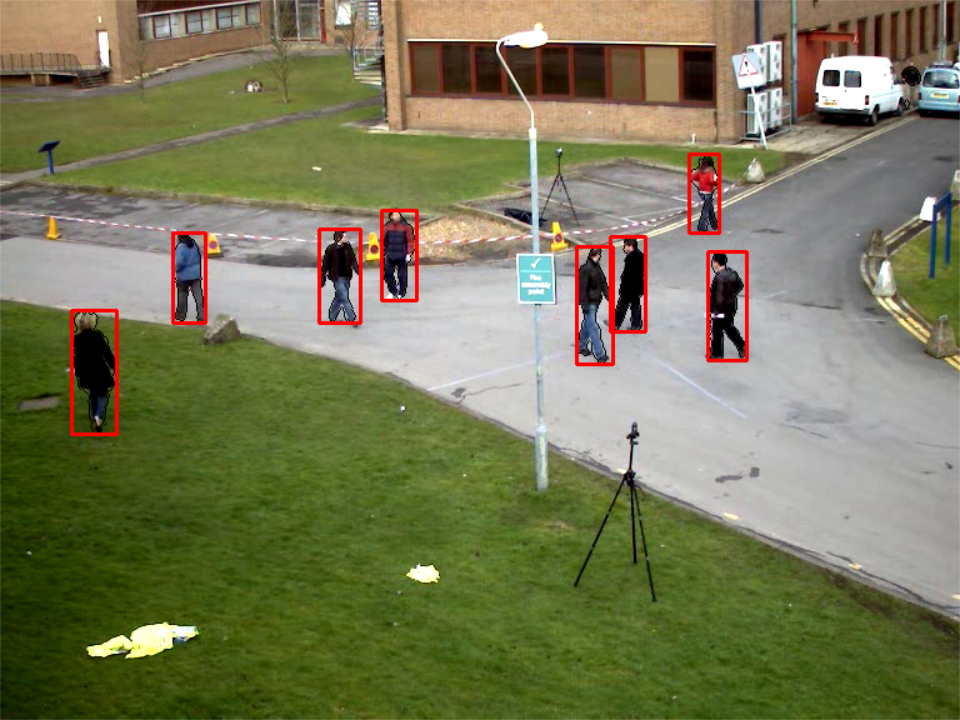 Fire
assembly
point